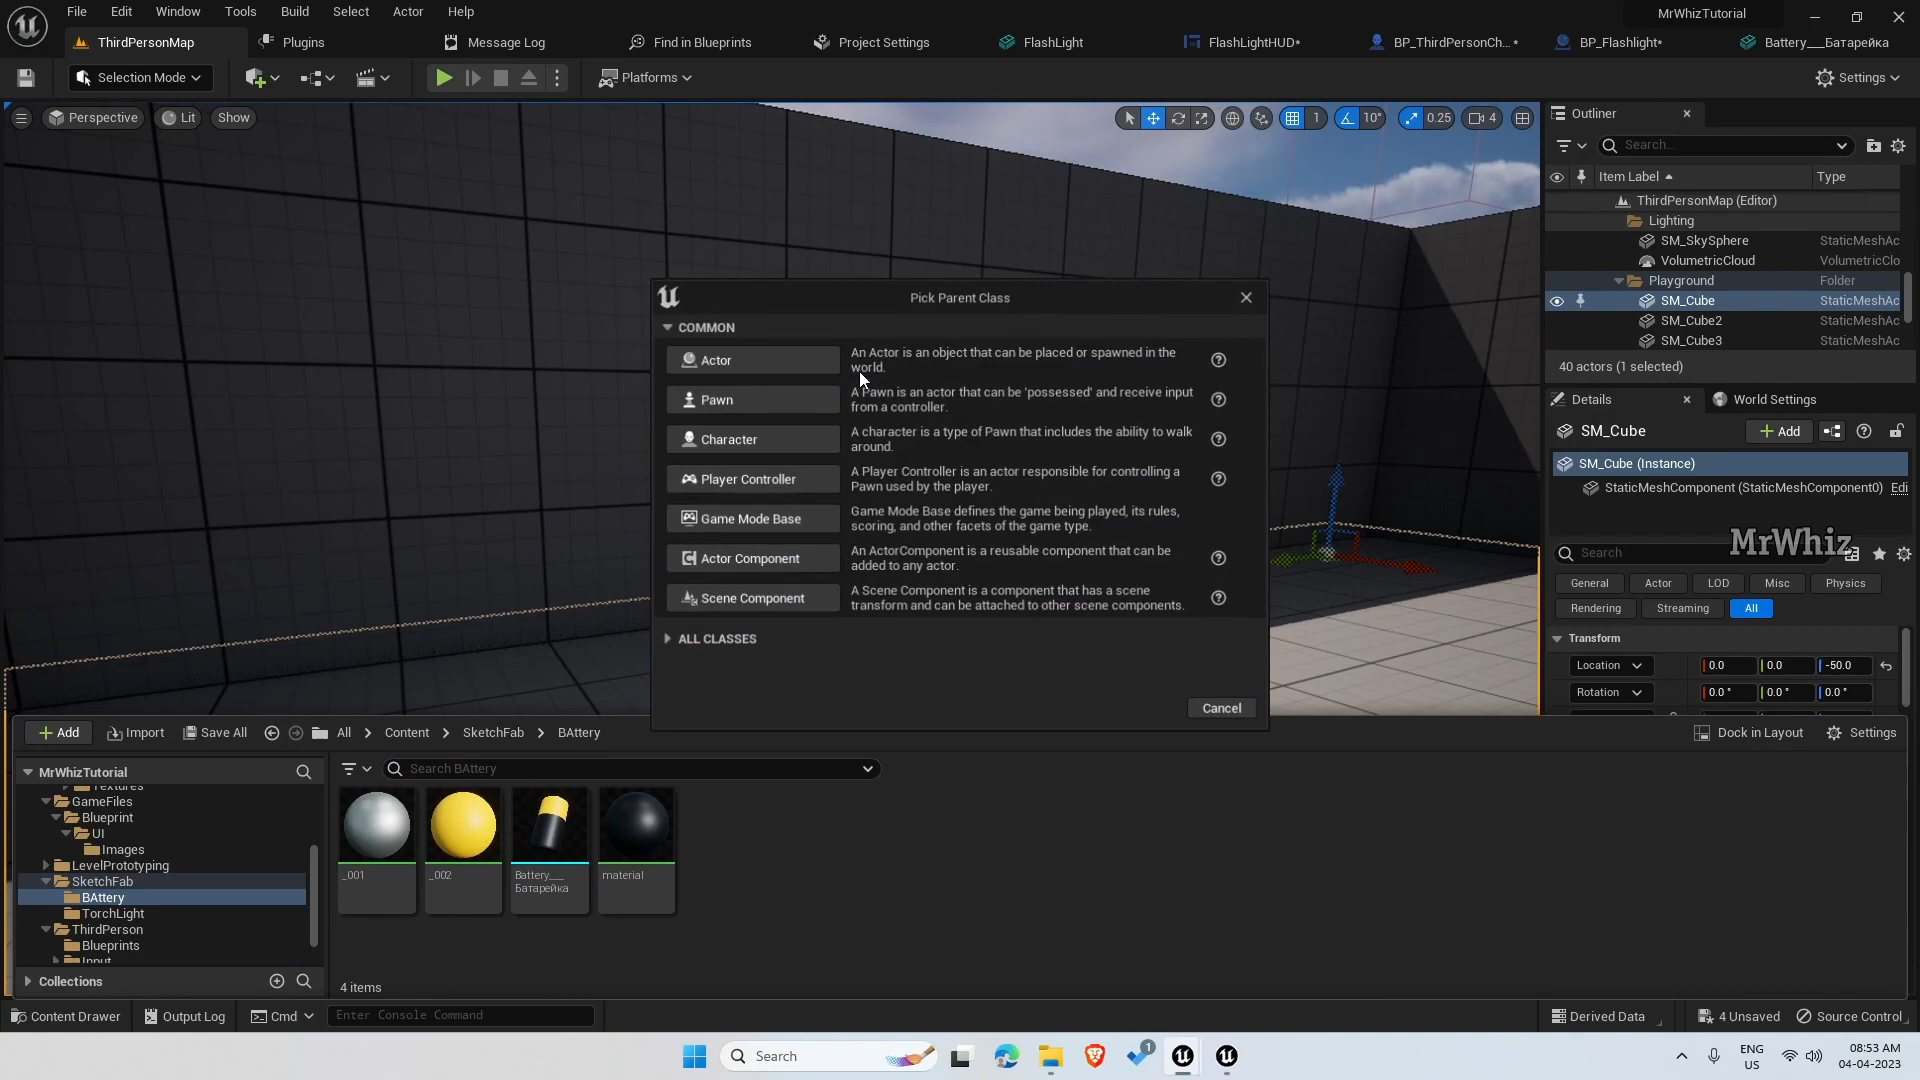 File Edit Window Tools Build Select Actor Help
MrWhizTutorial
ThirdPersonMap Plugins Message Log Find in Blueprints Project Settings FlashLight FlashLightHUD* BP_ThirdPersonCh...* BP_Flashlight* Battery___Батарейка
Selection Mode Platforms Settings
Perspective Lit Show 1 10° 0.25 4
Outliner
Search...
Item Label Type
ThirdPersonMap (Editor)
Lighting
SM_SkySphere StaticMeshAc
VolumetricCloud VolumetricClo
Playground Folder
SM_Cube StaticMeshAc
SM_Cube2 StaticMeshAc
SM_Cube3 StaticMeshAc
40 actors (1 selected)
Details World Settings
SM_Cube Add
SM_Cube (Instance)
StaticMeshComponent (StaticMeshComponent0) Edi
MrWhiz
Search
General Actor LOD Misc Physics
Rendering Streaming All
Transform
Location 0.0 0.0 -50.0
Rotation 0.0 ° 0.0 ° 0.0 °
Pick Parent Class
COMMON
Actor An Actor is an object that can be placed or spawned in the
world.
Pawn A Pawn is an actor that can be 'possessed' and receive input
from a controller.
Character A character is a type of Pawn that includes the ability to walk
around.
Player Controller A Player Controller is an actor responsible for controlling a
Pawn used by the player.
Game Mode Base Game Mode Base defines the game being played, its rules,
scoring, and other facets of the game type.
Actor Component An ActorComponent is a reusable component that can be
added to any actor.
Scene Component A Scene Component is a component that has a scene
transform and can be attached to other scene components.
ALL CLASSES
Cancel
Add Import Save All All Content SketchFab BAttery Dock in Layout Settings
MrWhizTutorial
Search BAttery
Textures
GameFiles
Blueprint
UI
Images
LevelPrototyping
SketchFab
BAttery
TorchLight
ThirdPerson
Blueprints
Input
Collections
_001 _002 Battery___
Батарейка material
4 items
Content Drawer Output Log Cmd Enter Console Command Derived Data 4 Unsaved Source Control
Search
1
ENG
US
08:53 AM
04-04-2023